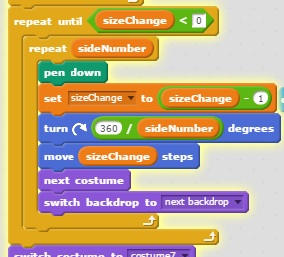 repeat until sizeChange < 0
repeat sideNumber
pen down
set sizeChange to sizeChange - 1
turn 360 / sideNumber degrees
move sizeChange steps
next costume
switch backdrop to next backdrop
switch costume to costume7